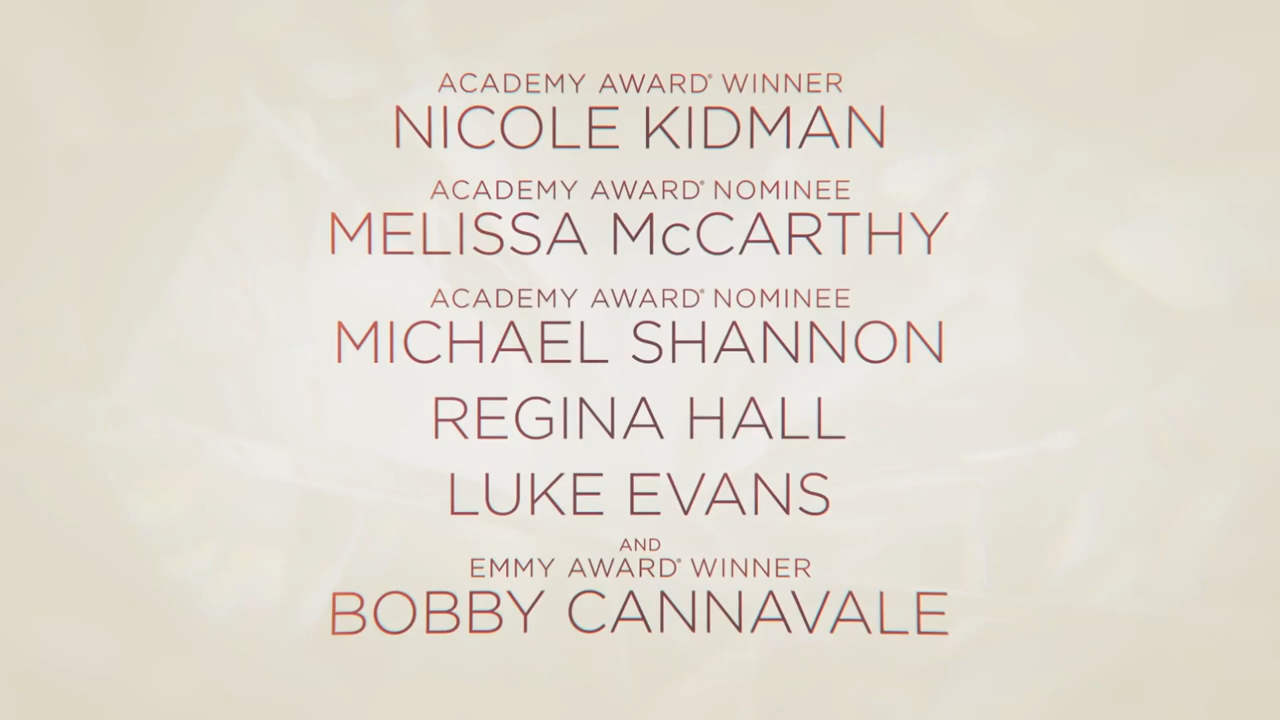 ACADEMY AWARD® WINNER
NICOLE KIDMAN
ACADEMY AWARD® NOMINEE
MELISSA McCARTHY
ACADEMY AWARD® NOMINEE
MICHAEL SHANNON
REGINA HALL
LUKE EVANS
AND
EMMY AWARD® WINNER
BOBBY CANNAVALE